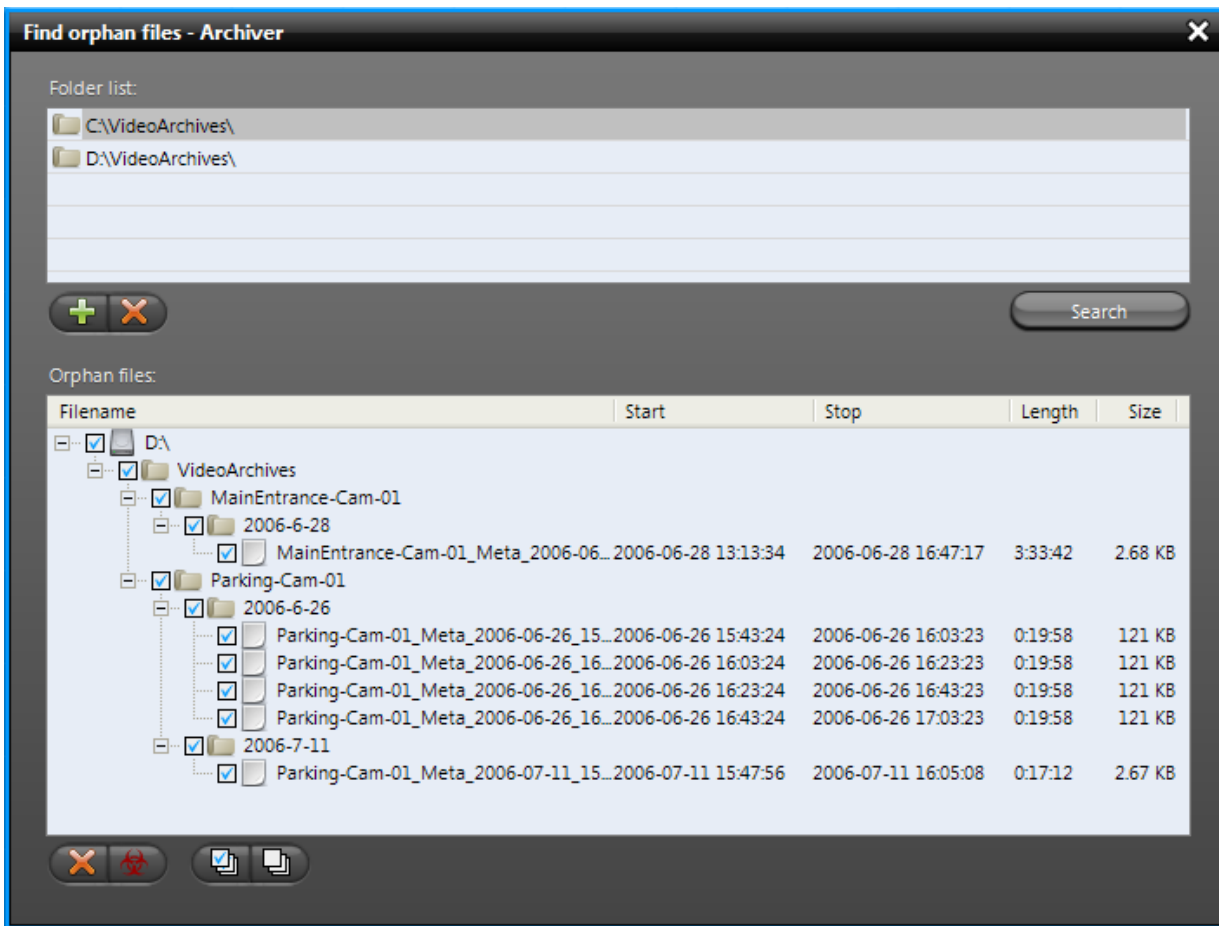 Find orphan files - Archiver
Folder list:
C:\VideoArchives\
D:\VideoArchives\
Search
Orphan files:
Filename Start Stop Length Size
D:\
VideoArchives
MainEntrance-Cam-01
2006-6-28
MainEntrance-Cam-01_Meta_2006-06... 2006-06-28 13:13:34 2006-06-28 16:47:17 3:33:42 2.68 KB
Parking-Cam-01
2006-6-26
Parking-Cam-01_Meta_2006-06-26_15... 2006-06-26 15:43:24 2006-06-26 16:03:23 0:19:58 121 KB
Parking-Cam-01_Meta_2006-06-26_16... 2006-06-26 16:03:24 2006-06-26 16:23:23 0:19:58 121 KB
Parking-Cam-01_Meta_2006-06-26_16... 2006-06-26 16:23:24 2006-06-26 16:43:23 0:19:58 121 KB
Parking-Cam-01_Meta_2006-06-26_16... 2006-06-26 16:43:24 2006-06-26 17:03:23 0:19:58 121 KB
2006-7-11
Parking-Cam-01_Meta_2006-07-11_15... 2006-07-11 15:47:56 2006-07-11 16:05:08 0:17:12 2.67 KB